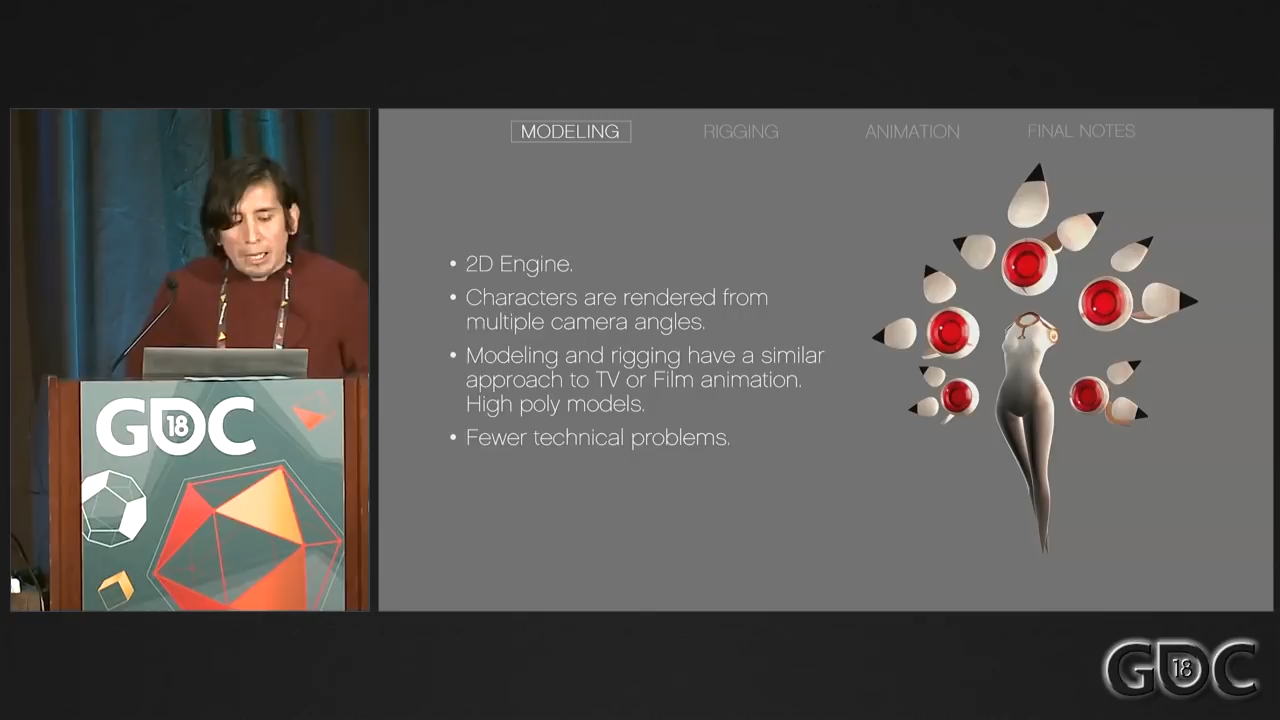 MODELING RIGGING ANIMATION FINAL NOTES
• 2D Engine.
• Characters are rendered from
multiple camera angles.
• Modeling and rigging have a similar
approach to TV or Film animation.
High poly models.
• Fewer technical problems.
GDC
18
GDC
18